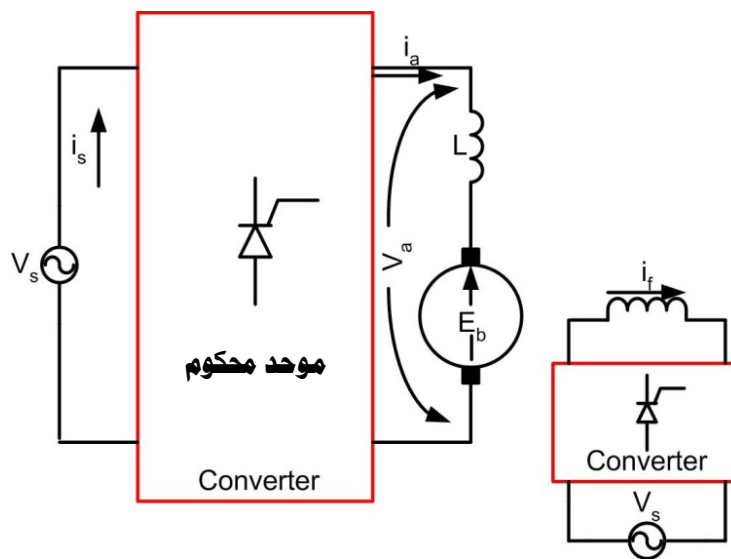 i_a
i_s
L
V_s
V_a
E_b
موحد محكوم
Converter
i_f
Converter
V_s